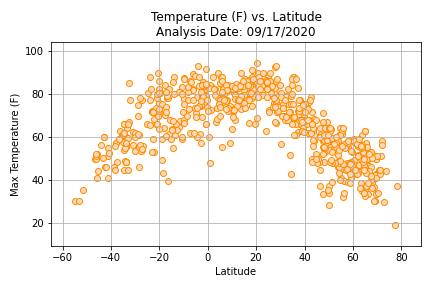 Temperature (F) vs. Latitude
Analysis Date: 09/17/2020
100
80
60
40
20
Max Temperature (F)
−60 −40 −20 0 20 40 60 80
Latitude